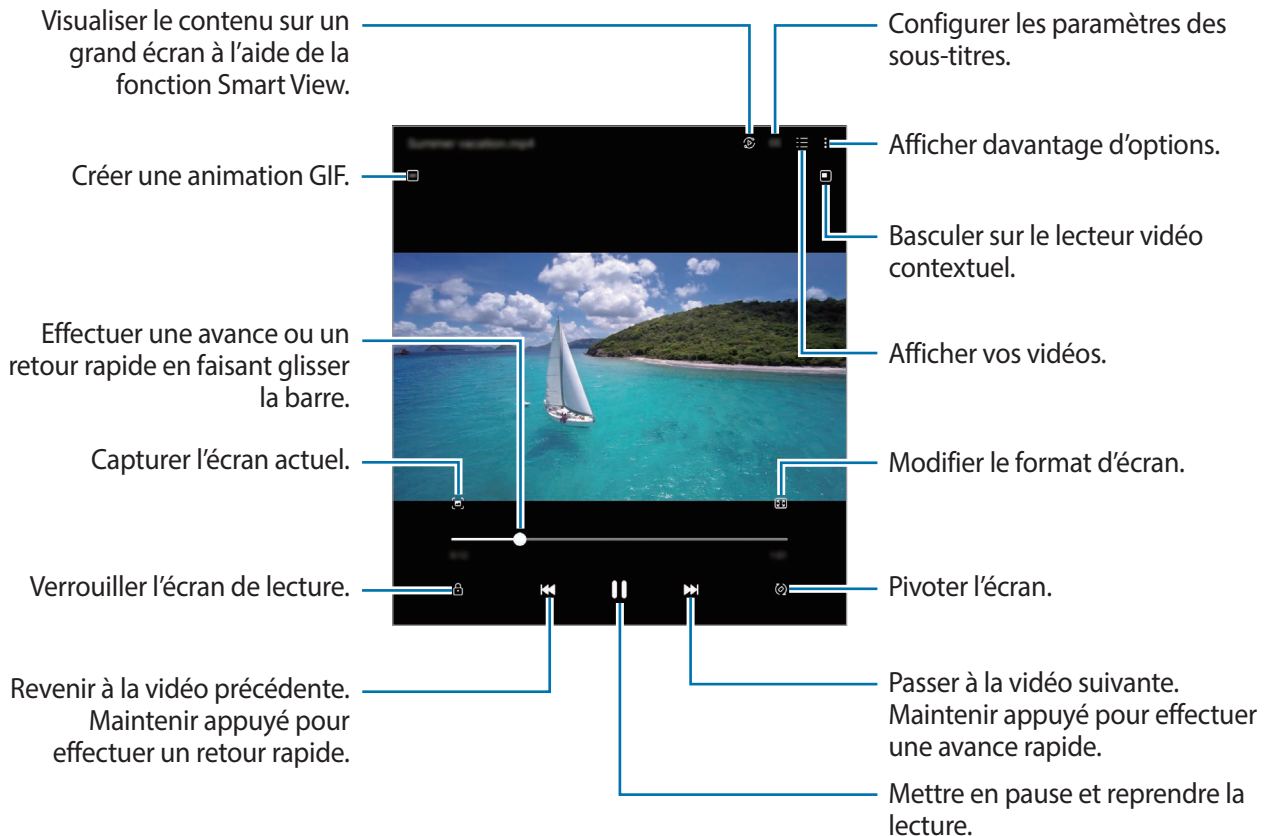 Visualiser le contenu sur un
grand écran à l’aide de la
fonction Smart View.
Configurer les paramètres des
sous-titres.
Summer vacation.mp4
Afficher davantage d’options.
Créer une animation GIF.
Basculer sur le lecteur vidéo
contextuel.
Effectuer une avance ou un
retour rapide en faisant glisser
la barre.
Afficher vos vidéos.
Capturer l’écran actuel.
Modifier le format d’écran.
Verrouiller l’écran de lecture.
Pivoter l’écran.
Revenir à la vidéo précédente.
Maintenir appuyé pour
effectuer un retour rapide.
Passer à la vidéo suivante.
Maintenir appuyé pour effectuer
une avance rapide.
Mettre en pause et reprendre la
lecture.